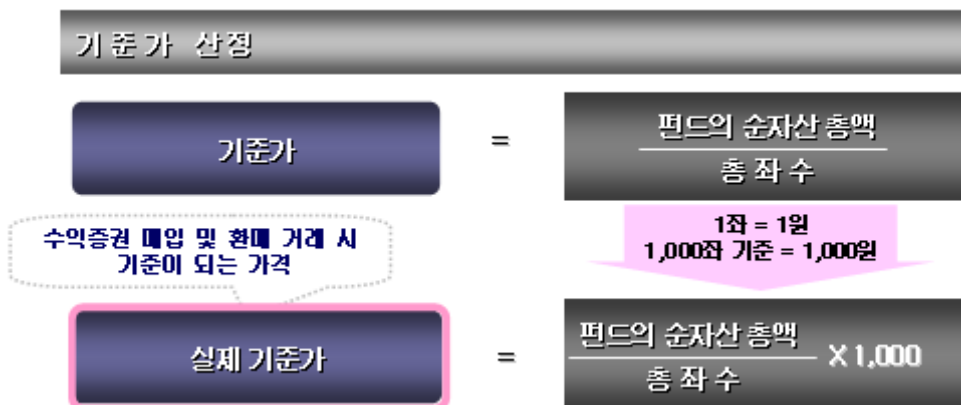 기준가 산정
기준가
=
펀드의 순자산 총액
총 좌 수
수익증권 매입 및 환매 거래 시
기준이 되는 가격
1좌 = 1원
1,000좌 기준 = 1,000원
실제 기준가
=
펀드의 순자산 총액
총 좌 수
X 1,000